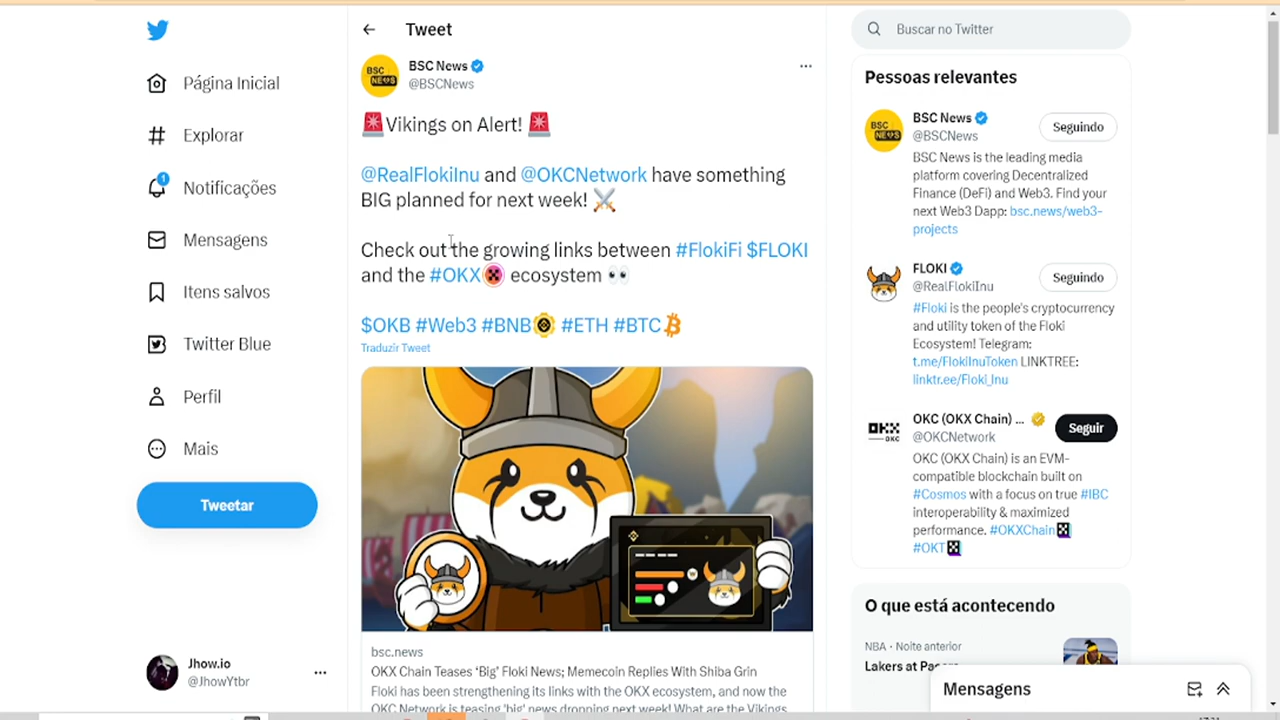 Página Inicial
Explorar
1
Notificações
Mensagens
Itens salvos
Twitter Blue
Perfil
Mais
Tweetar
Jhow.io
@JhowYtbr
Tweet
BSC NEWS
BSC News
@BSCNews
Vikings on Alert!
@RealFlokiInu and @OKCNetwork have something
BIG planned for next week!
Check out the growing links between #FlokiFi $FLOKI
and the #OKX ecosystem
$OKB #Web3 #BNB #ETH #BTC
Traduzir Tweet
bsc.news
OKX Chain Teases 'Big' Floki News; Memecoin Replies With Shiba Grin
Floki has been strengthening its links with the OKX ecosystem, and now the
OKC Network is teasing 'big' news dropping next week! What are the Vikings
Buscar no Twitter
Pessoas relevantes
BSC NEWS
BSC News
@BSCNews
Seguindo
BSC News is the leading media
platform covering Decentralized
Finance (DeFi) and Web3. Find your
next Web3 Dapp: bsc.news/web3-
projects
FLOKI
@RealFlokiInu
Seguindo
#Floki is the people's cryptocurrency
and utility token of the Floki
Ecosystem! Telegram:
t.me/FlokiInuToken LINKTREE:
linktr.ee/Floki_Inu
OKX
OKC
OKC (OKX Chain) ...
@OKCNetwork
Seguir
OKC (OKX Chain) is an EVM-
compatible blockchain built on
#Cosmos with a focus on true #IBC
interoperability & maximized
performance. #OKXChain
#OKT
O que está acontecendo
NBA · Noite anterior
Lakers at Pacers
Mensagens